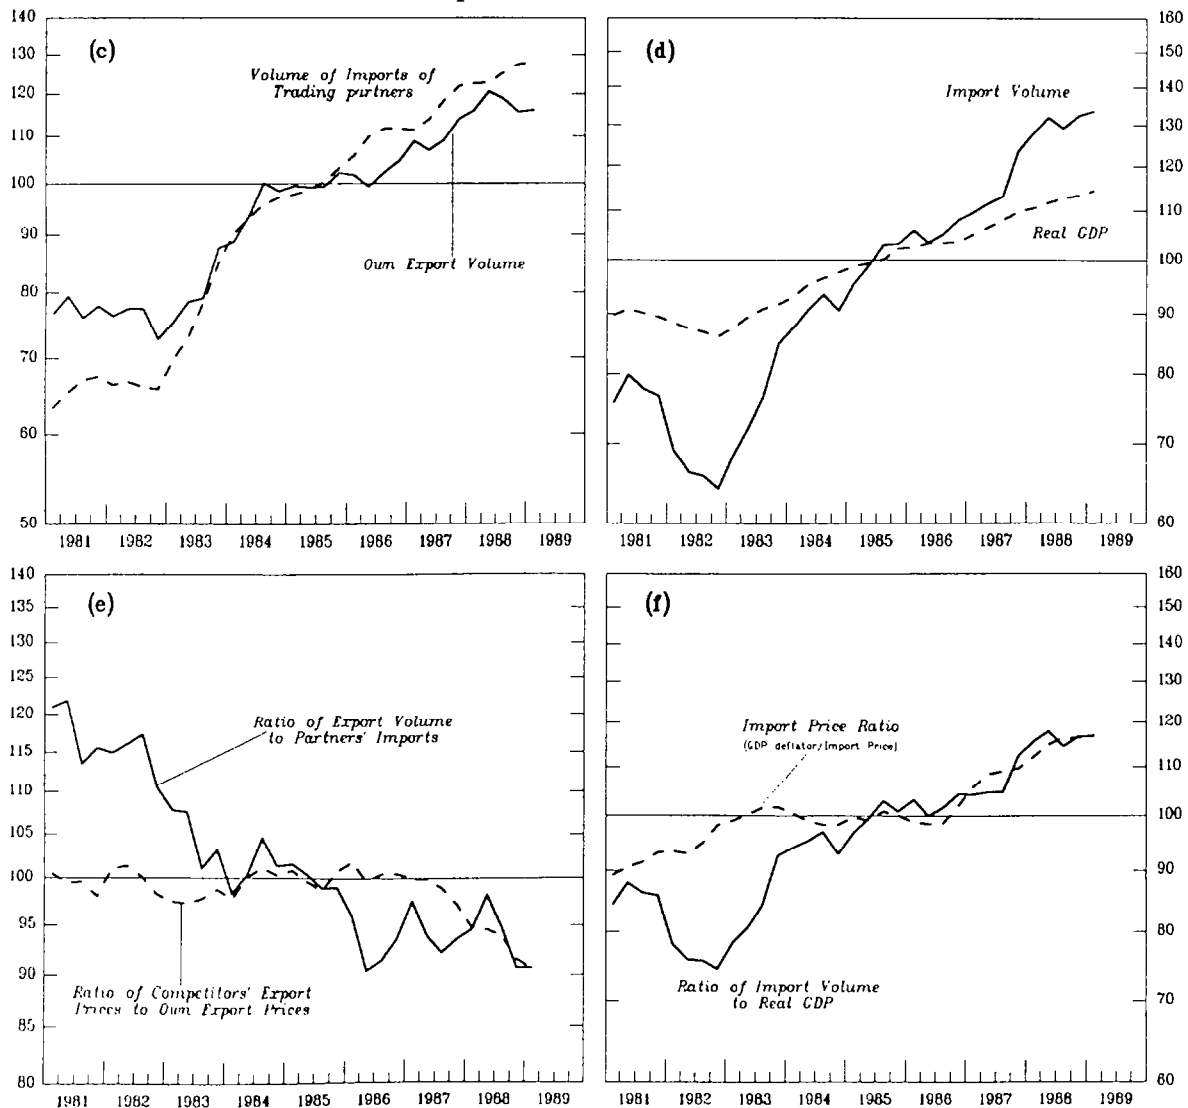 140
130
120
110
100
90
80
70
60
50
(c)
Volume of Imports of
Trading partners
Own Export Volume
1981 1982 1983 1984 1985 1986 1987 1988 1989
160
150
140
130
120
110
100
90
80
70
60
(d)
Import Volume
Real GDP
1981 1982 1983 1984 1985 1986 1987 1988 1989
140
135
130
125
120
115
110
105
100
95
90
85
80
(e)
Ratio of Export Volume
to Partners' Imports
Ratio of Competitors' Export
Prices to Own Export Prices
1981 1982 1983 1984 1985 1986 1987 1988 1989
160
150
140
130
120
110
100
90
80
70
60
(f)
Import Price Ratio
(GDP deflator/Import Price)
Ratio of Import Volume
to Real GDP
1981 1982 1983 1984 1985 1986 1987 1988 1989